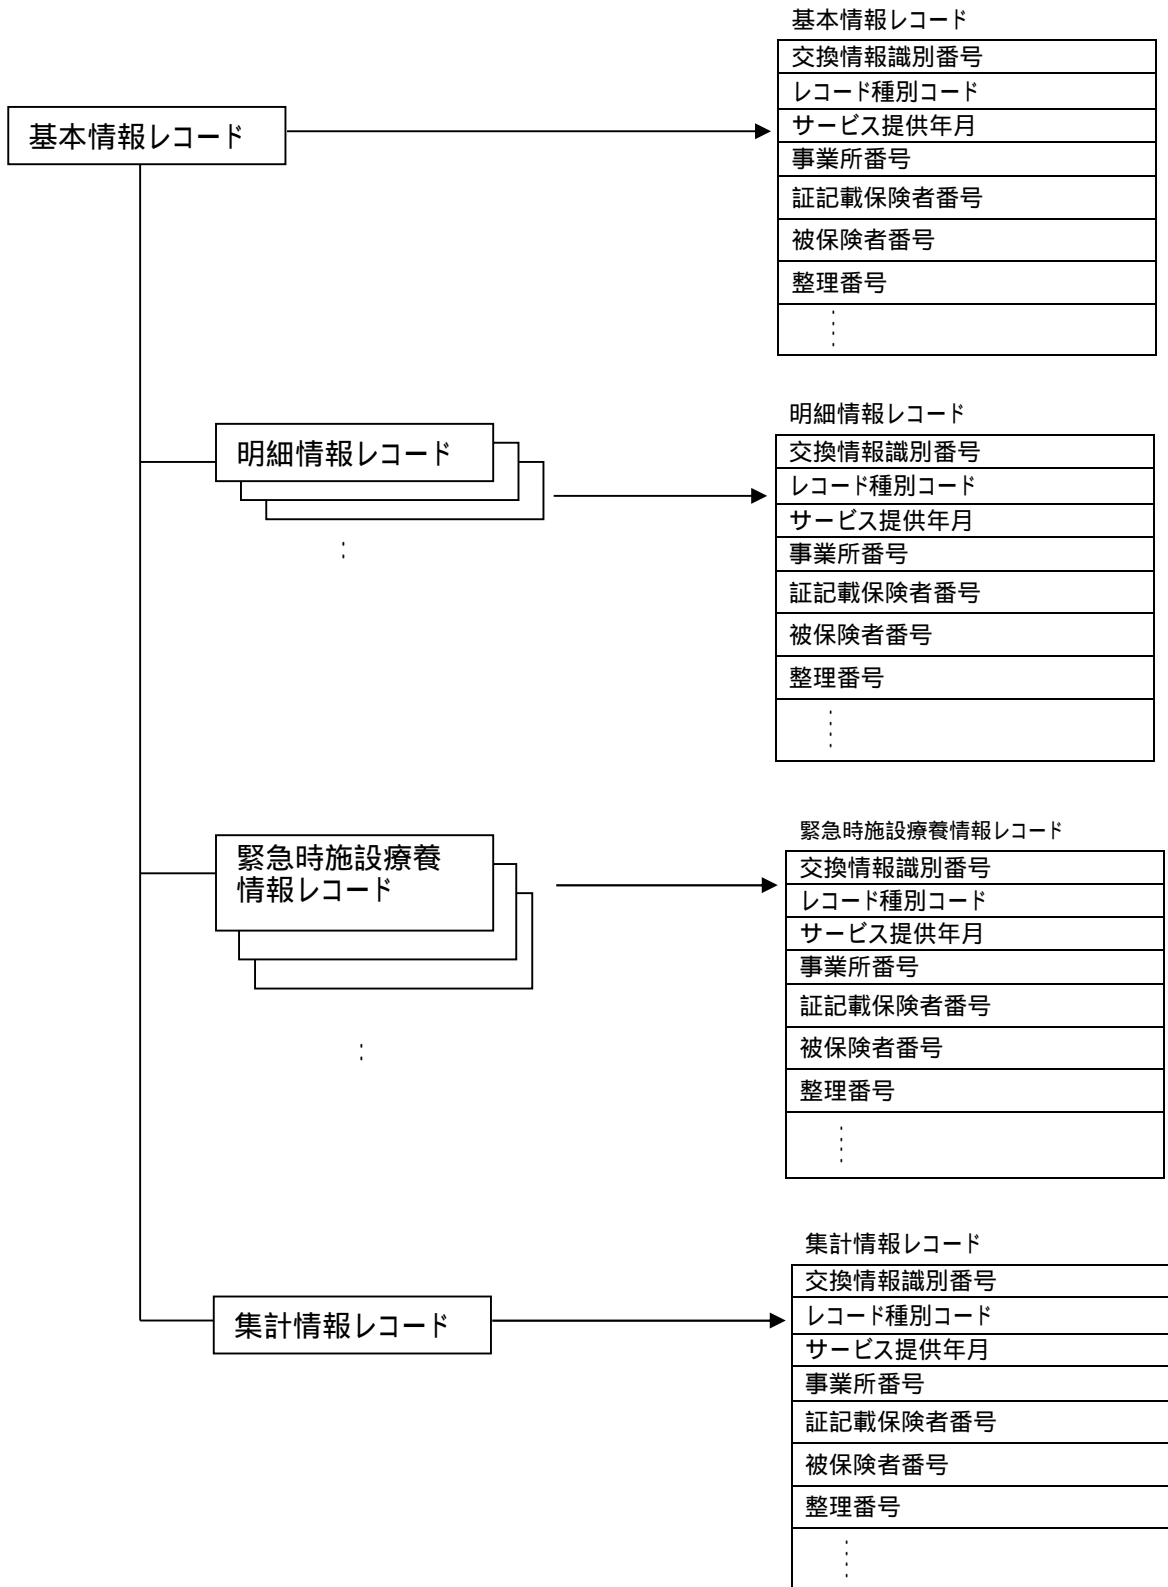 基本情報レコード
交換情報識別番号
レコード種別コード
サービス提供年月
事業所番号
証記載保険者番号
被保険者番号
整理番号
基本情報レコード
明細情報レコード
交換情報識別番号
レコード種別コード
サービス提供年月
事業所番号
証記載保険者番号
被保険者番号
整理番号
明細情報レコード
緊急時施設療養情報レコード
交換情報識別番号
レコード種別コード
サービス提供年月
事業所番号
証記載保険者番号
被保険者番号
整理番号
緊急時施設療養
情報レコード
集計情報レコード
交換情報識別番号
レコード種別コード
サービス提供年月
事業所番号
証記載保険者番号
被保険者番号
整理番号
集計情報レコード